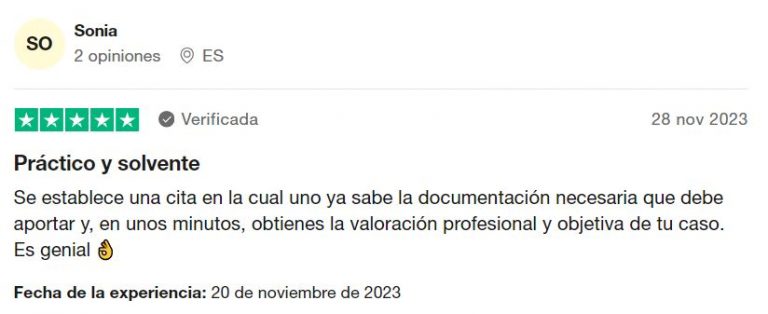 SO
Sonia
2 opiniones ES
Verificada 28 nov 2023
Práctico y solvente
Se establece una cita en la cual uno ya sabe la documentación necesaria que debe
aportar y, en unos minutos, obtienes la valoración profesional y objetiva de tu caso.
Es genial 👌
Fecha de la experiencia: 20 de noviembre de 2023